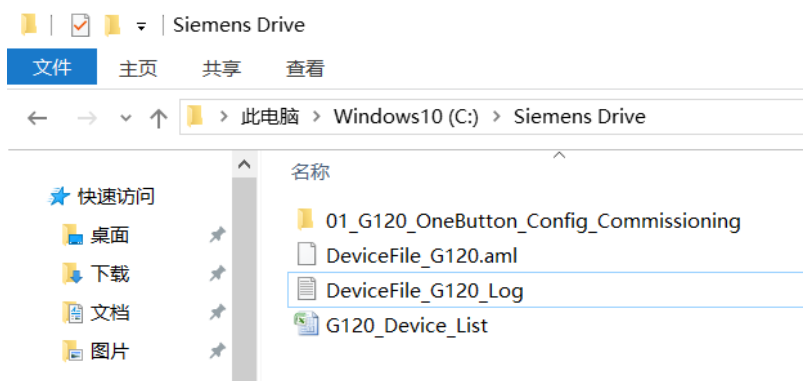 Siemens Drive
文件 主页 共享 查看
此电脑 > Windows10 (C:) > Siemens Drive
名称
快速访问
01_G120_OneButton_Config_Commissioning
桌面
DeviceFile_G120.aml
下载
DeviceFile_G120_Log
文档
G120_Device_List
图片